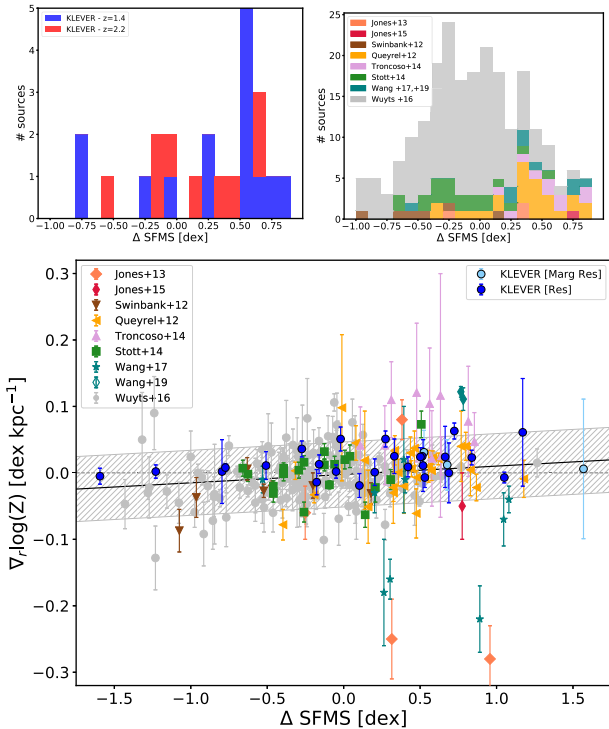 KLEVER - z=1.4
KLEVER - z=2.2
# sources
5
4
3
2
1
0
−1.00 −0.75 −0.50 −0.25 0.00 0.25 0.50 0.75
Δ SFMS [dex]
Jones+13
Jones+15
Swinbank+12
Queyrel+12
Troncoso+14
Stott+14
Wang +17,+19
Wuyts +16
# sources
25
20
15
10
5
0
−1.00 −0.75 −0.50 −0.25 0.00 0.25 0.50 0.75
Δ SFMS [dex]
Jones+13
Jones+15
Swinbank+12
Queyrel+12
Troncoso+14
Stott+14
Wang+17
Wang+19
Wuyts+16
KLEVER [Marg Res]
KLEVER [Res]
∇rlog(Z) [dex kpc−1]
0.3
0.2
0.1
0.0
−0.1
−0.2
−0.3
−1.5 −1.0 −0.5 0.0 0.5 1.0 1.5
Δ SFMS [dex]